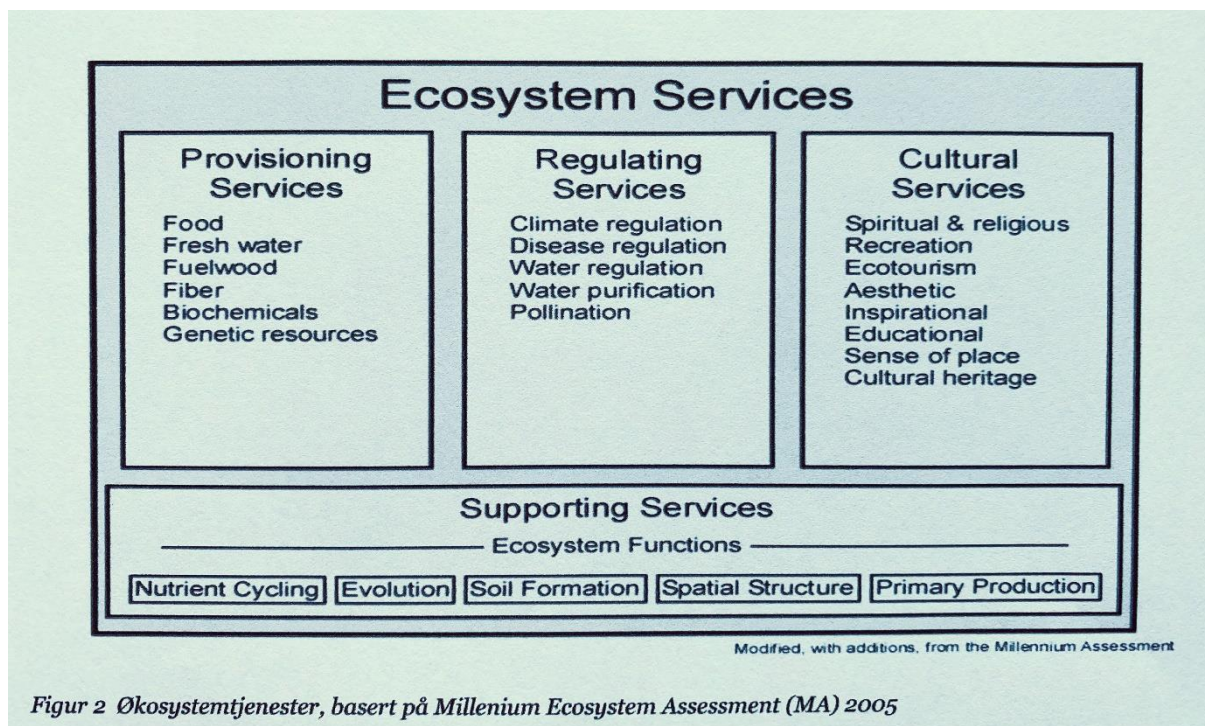 Ecosystem Services
Provisioning
Services
Food
Fresh water
Fuelwood
Fiber
Biochemicals
Genetic resources
Regulating
Services
Climate regulation
Disease regulation
Water regulation
Water purification
Pollination
Cultural
Services
Spiritual & religious
Recreation
Ecotourism
Aesthetic
Inspirational
Educational
Sense of place
Cultural heritage
Supporting Services
Ecosystem Functions
Nutrient Cycling
Evolution
Soil Formation
Spatial Structure
Primary Production
Modified, with additions, from the Millennium Assessment
Figur 2 Økosystemtjenester, basert på Millenium Ecosystem Assessment (MA) 2005